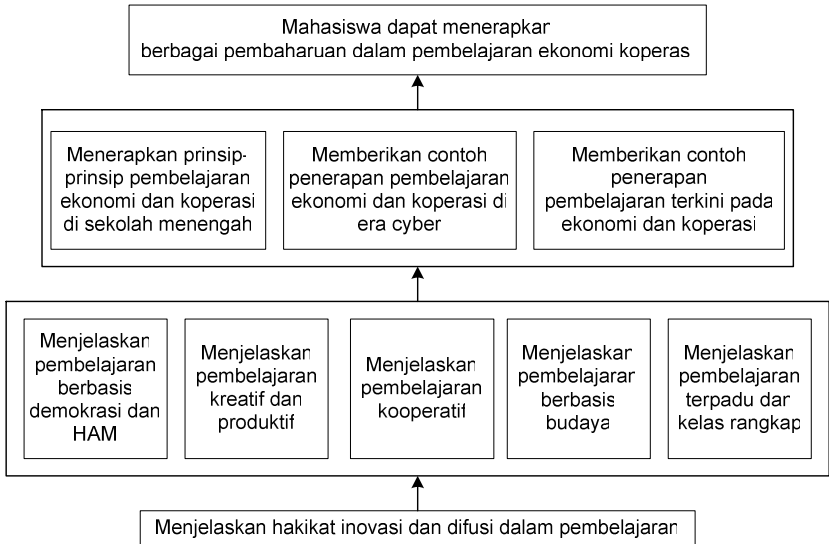 Mahasiswa dapat menerapkan
berbagai pembaharuan dalam pembelajaran ekonomi koperas
Menerapkan prinsip-
prinsip pembelajaran
ekonomi dan koperasi
di sekolah menengah
Memberikan contoh
penerapan pembelajaran
ekonomi dan koperasi di
era cyber
Memberikan contoh
penerapan
pembelajaran terkini pada
ekonomi dan koperasi
Menjelaskan
pembelajaran
berbasis
demokrasi dan
HAM
Menjelaskan
pembelajaran
kreatif dan
produktif
Menjelaskan
pembelajaran
kooperatif
Menjelaskan
pembelajaran
berbasis
budaya
Menjelaskan
pembelajaran
terpadu dan
kelas rangkap
Menjelaskan hakikat inovasi dan difusi dalam pembelajaran